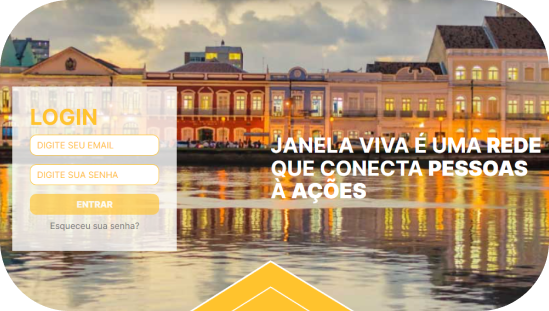 LOGIN
DIGITE SEU EMAIL
DIGITE SUA SENHA
ENTRAR
Esqueceu sua senha?
JANELA VIVA É UMA REDE
QUE CONECTA PESSOAS
À AÇÕES